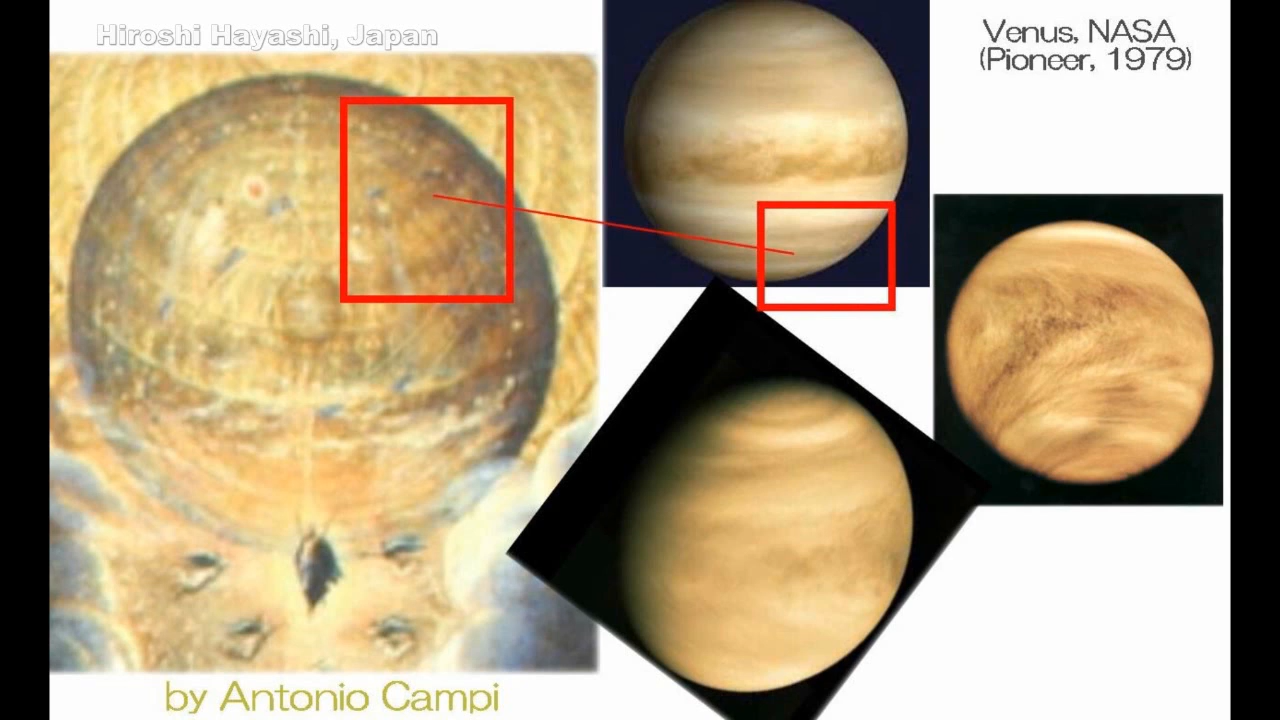 Hiroshi Hayashi, Japan
Venus, NASA
(Pioneer, 1979)
by Antonio Campi